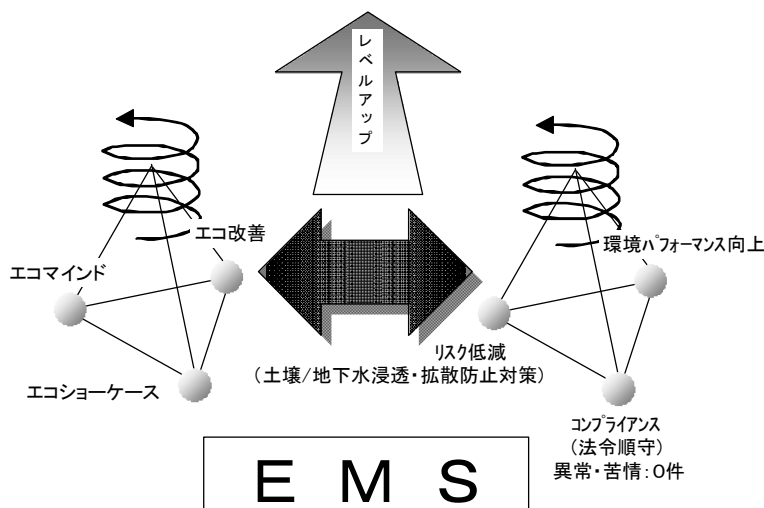 レベルアップ
エコ改善
エコマインド
エコショーケース
環境ﾊﾟﾌｫｰﾏﾝｽ向上
ﾘｽｸ低減
(土壌/地下水浸透・拡散防止対策)
ｺﾝﾌﾟﾗｲｱﾝｽ
(法令順守)
異常・苦情:0件
ＥＭＳ